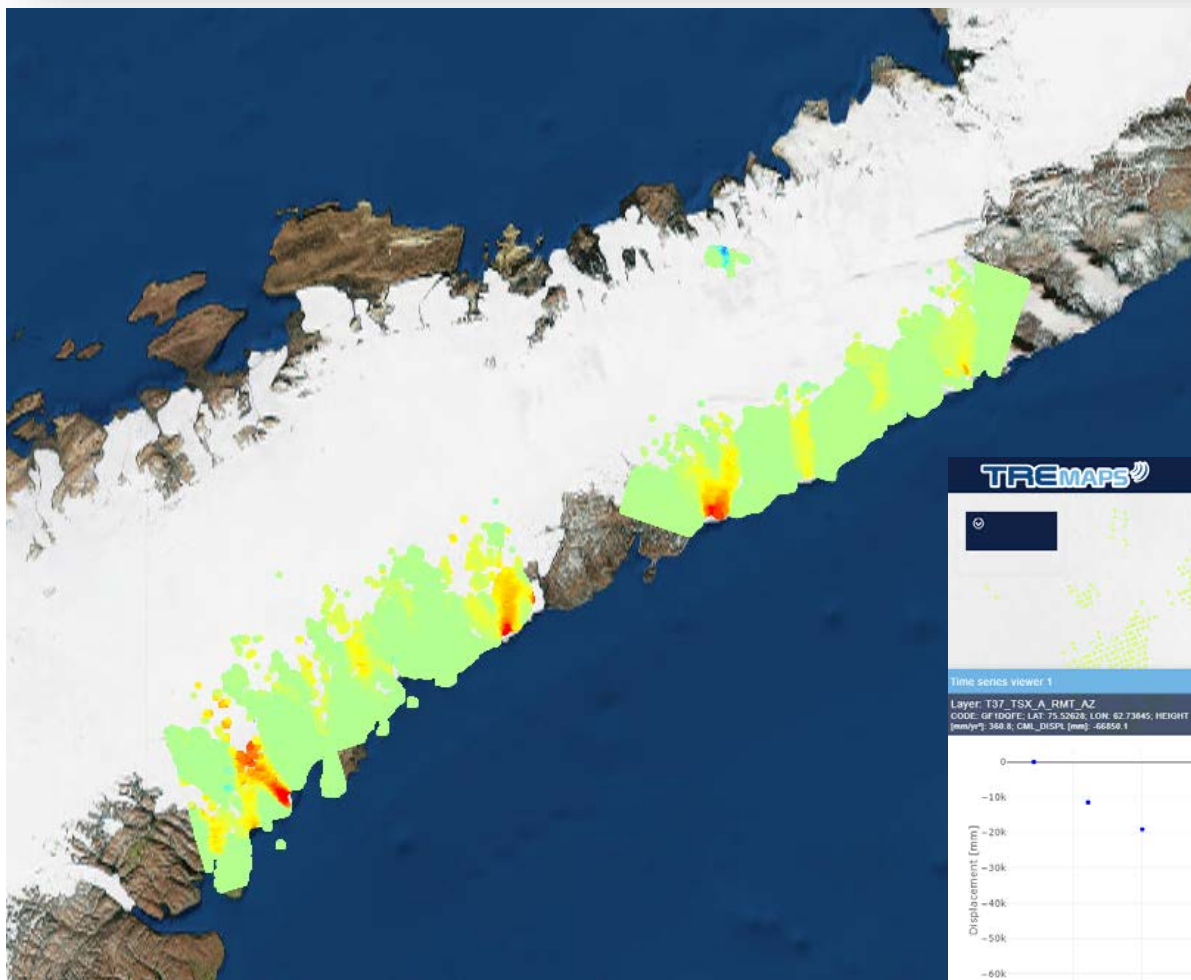 TREMAPS
Time series viewer 1
Layer: T37_TSX_A_RMT_AZ
CODE: GF1DQFE; LAT: 75.52628; LON: 62.73845; HEIGHT
[mm/yr²]: 360.8; CML_DISPL [mm]: -66850.1
0
−10k
−20k
−30k
−40k
−50k
−60k
Displacement [mm]